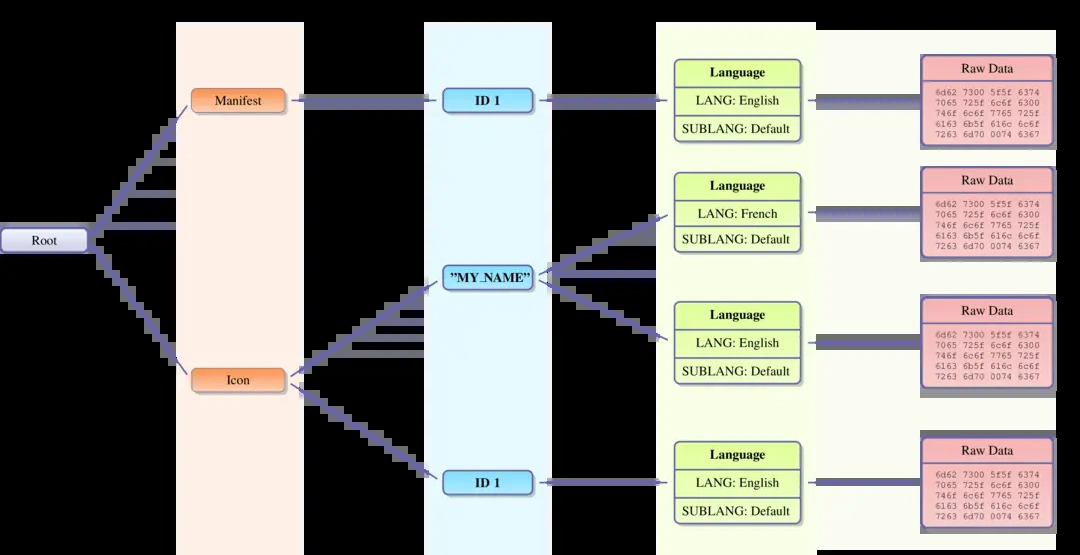 Root
Manifest
Icon
ID 1
"MY_NAME"
ID 1
Language
LANG: English
SUBLANG: Default
Language
LANG: French
SUBLANG: Default
Language
LANG: English
SUBLANG: Default
Language
LANG: English
SUBLANG: Default
Raw Data
6d62 7300 5f5f 6374
7065 725f 6c6f 6300
746f 6c6f 7765 725f
6163 6b5f 616c 6c6f
7263 6d70 0074 6367
Raw Data
6d62 7300 5f5f 6374
7065 725f 6c6f 6300
746f 6c6f 7765 725f
6163 6b5f 616c 6c6f
7263 6d70 0074 6367
Raw Data
6d62 7300 5f5f 6374
7065 725f 6c6f 6300
746f 6c6f 7765 725f
6163 6b5f 616c 6c6f
7263 6d70 0074 6367
Raw Data
6d62 7300 5f5f 6374
7065 725f 6c6f 6300
746f 6c6f 7765 725f
6163 6b5f 616c 6c6f
7263 6d70 0074 6367